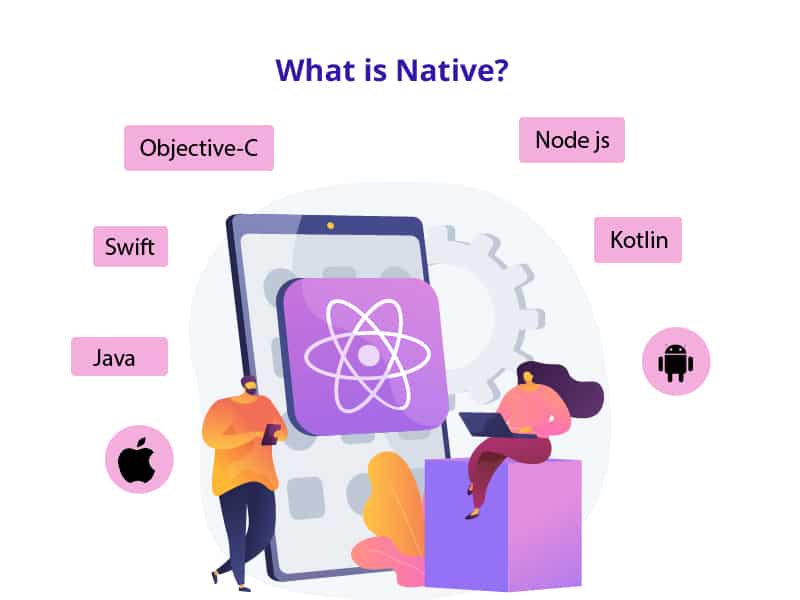 What is Native?
Objective-C
Node js
Swift
Kotlin
Java